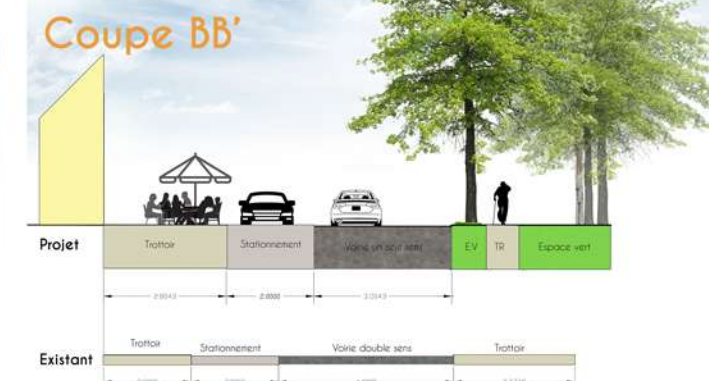 Coupe BB'
Projet
Trottoir
Stationnement
Voirie un seul sens
EV
TR
Espace vert
2.0000
Existant
Trottoir
Stationnement
Voirie double sens
Trottoir